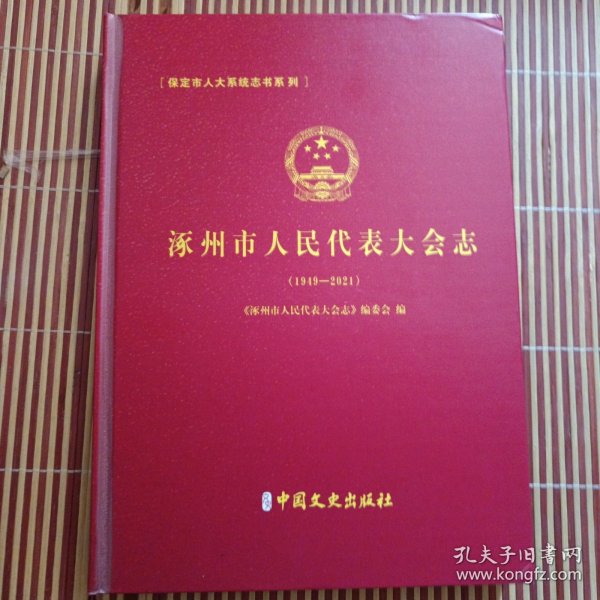 ［保定市人大系统志书系列］
涿州市人民代表大会志
（1949—2021）
《涿州市人民代表大会志》编委会 编
中国文史出版社
孔夫子旧书网
www.kongfz.com